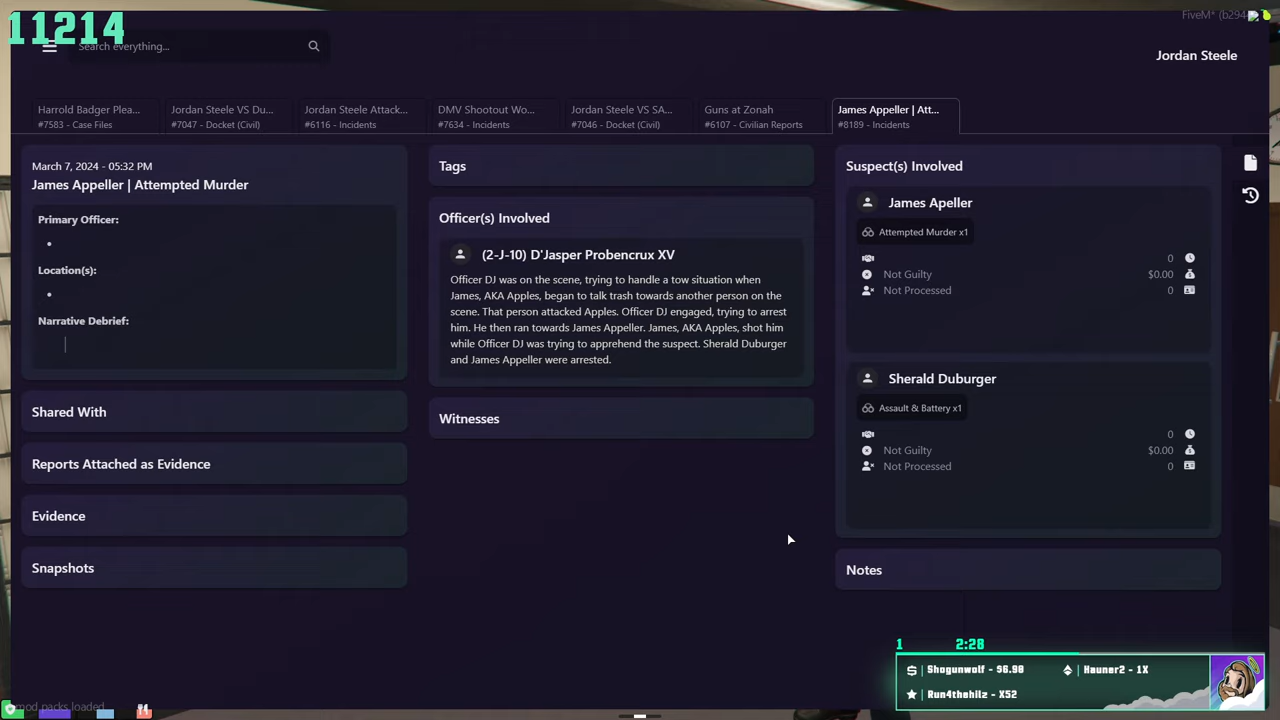 11214
FiveM* (b294
Search everything...
Jordan Steele
Harrold Badger Plea...
#7583 - Case Files
Jordan Steele VS Du...
#7047 - Docket (Civil)
Jordan Steele Attack...
#6116 - Incidents
DMV Shootout Wo...
#7634 - Incidents
Jordan Steele VS SA...
#7046 - Docket (Civil)
Guns at Zonah
#6107 - Civilian Reports
James Appeller | Att...
#8189 - Incidents
March 7, 2024 - 05:32 PM
James Appeller | Attempted Murder
Primary Officer:
Location(s):
Narrative Debrief:
Shared With
Reports Attached as Evidence
Evidence
Snapshots
Tags
Officer(s) Involved
(2-J-10) D'Jasper Probencrux XV
Officer DJ was on the scene, trying to handle a tow situation when
James, AKA Apples, began to talk trash towards another person on the
scene. That person attacked Apples. Officer DJ engaged, trying to arrest
him. He then ran towards James Appeller. James, AKA Apples, shot him
while Officer DJ was trying to apprehend the suspect. Sherald Duburger
and James Appeller were arrested.
Witnesses
Suspect(s) Involved
James Apeller
Attempted Murder x1
0
Not Guilty $0.00
Not Processed 0
Sherald Duburger
Assault & Battery x1
0
Not Guilty $0.00
Not Processed 0
Notes
1 2:28
Shogunwolf - $6.90
Hauner2 - 1X
Run4thehilz - X52
mod packs loaded